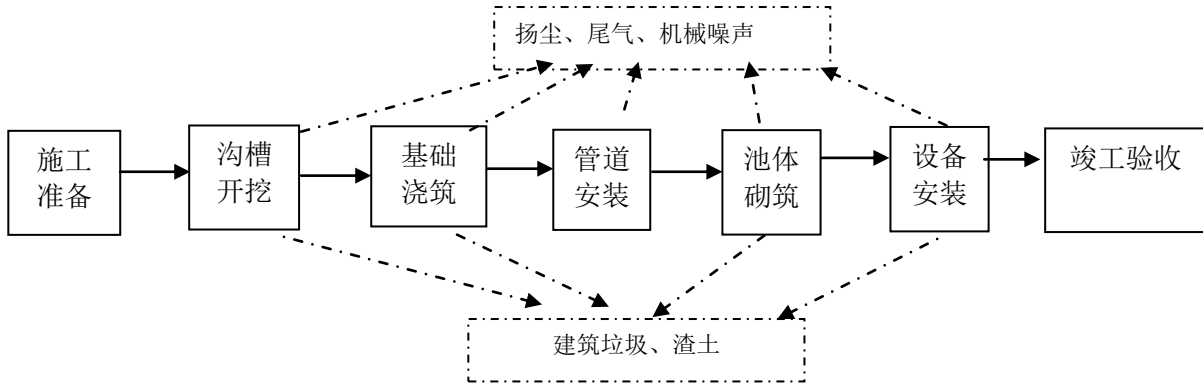 扬尘、尾气、机械噪声
施工
准备
沟槽
开挖
基础
浇筑
管道
安装
池体
砌筑
设备
安装
竣工验收
建筑垃圾、渣土